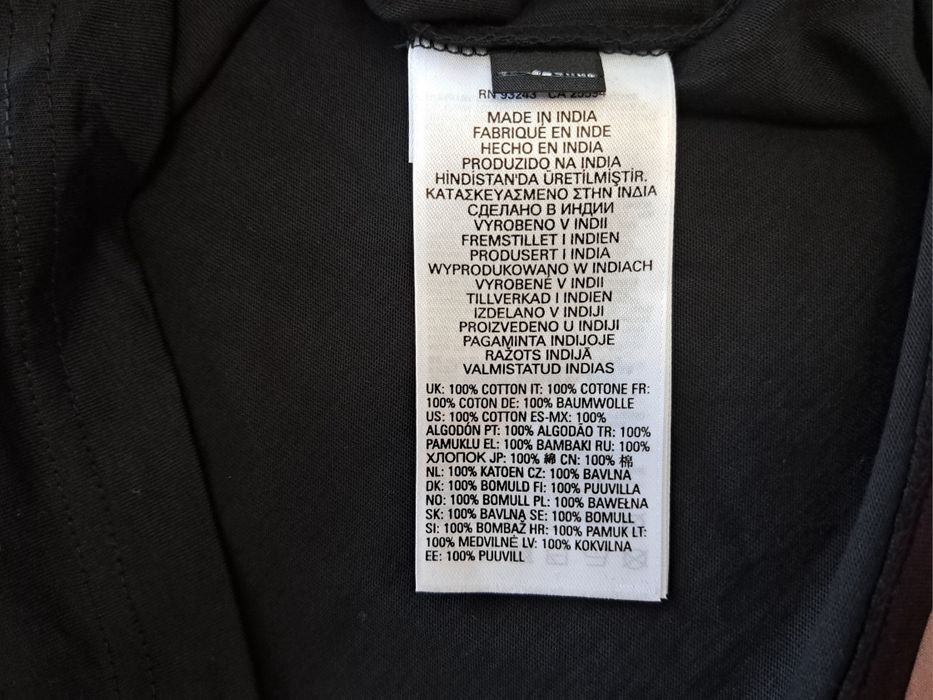 RN 93243 CA 25594
MADE IN INDIA
FABRIQUÉ EN INDE
HECHO EN INDIA
PRODUZIDO NA INDIA
HİNDİSTAN'DA ÜRETİLMİŞTİR.
ΚΑΤΑΣΚΕΥΑΣΜΕΝΟ ΣΤΗΝ ΙΝΔΙΑ
СДЕЛАНО В ИНДИИ
VYROBENO V INDII
FREMSTILLET I INDIEN
PRODUSERT I INDIA
WYPRODUKOWANO W INDIACH
VYROBENÉ V INDII
TILLVERKAD I INDIEN
IZDELANO V INDIJI
PROIZVEDENO U INDIJI
PAGAMINTA INDIJOJE
RAŽOTS INDIJĀ
VALMISTATUD INDIAS
UK: 100% COTTON IT: 100% COTONE FR:
100% COTON DE: 100% BAUMWOLLE
US: 100% COTTON ES-MX: 100%
ALGODÓN PT: 100% ALGODÃO TR: 100%
PAMUKLU EL: 100% BAMBAKI RU: 100%
ХЛОПОК JP: 100% 綿 CN: 100% 棉
NL: 100% KATOEN CZ: 100% BAVLNA
DK: 100% BOMULD FI: 100% PUUVILLA
NO: 100% BOMULL PL: 100% BAWEŁNA
SK: 100% BAVLNA SE: 100% BOMULL
SI: 100% BOMBAŽ HR: 100% PAMUK LT:
100% MEDVILNĖ LV: 100% KOKVILNA
EE: 100% PUUVILL